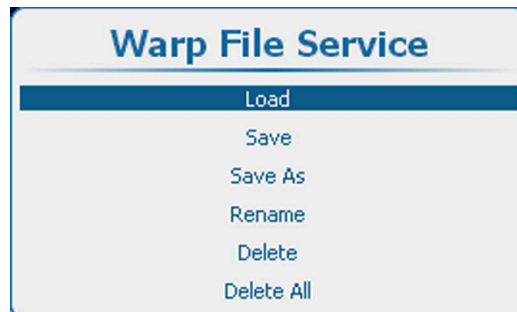 Warp File Service
Load
Save
Save As
Rename
Delete
Delete All